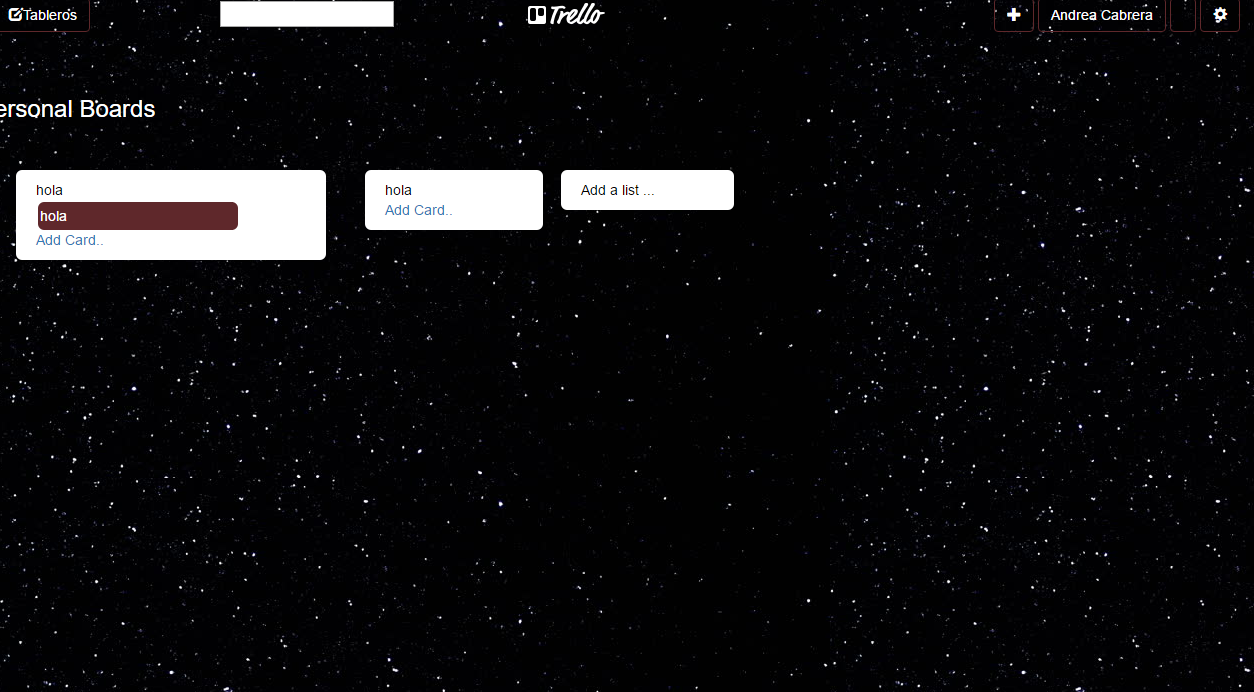 Tableros
Trello
Andrea Cabrera
ersonal Boards
hola
hola
Add Card..
hola
Add Card..
Add a list ...